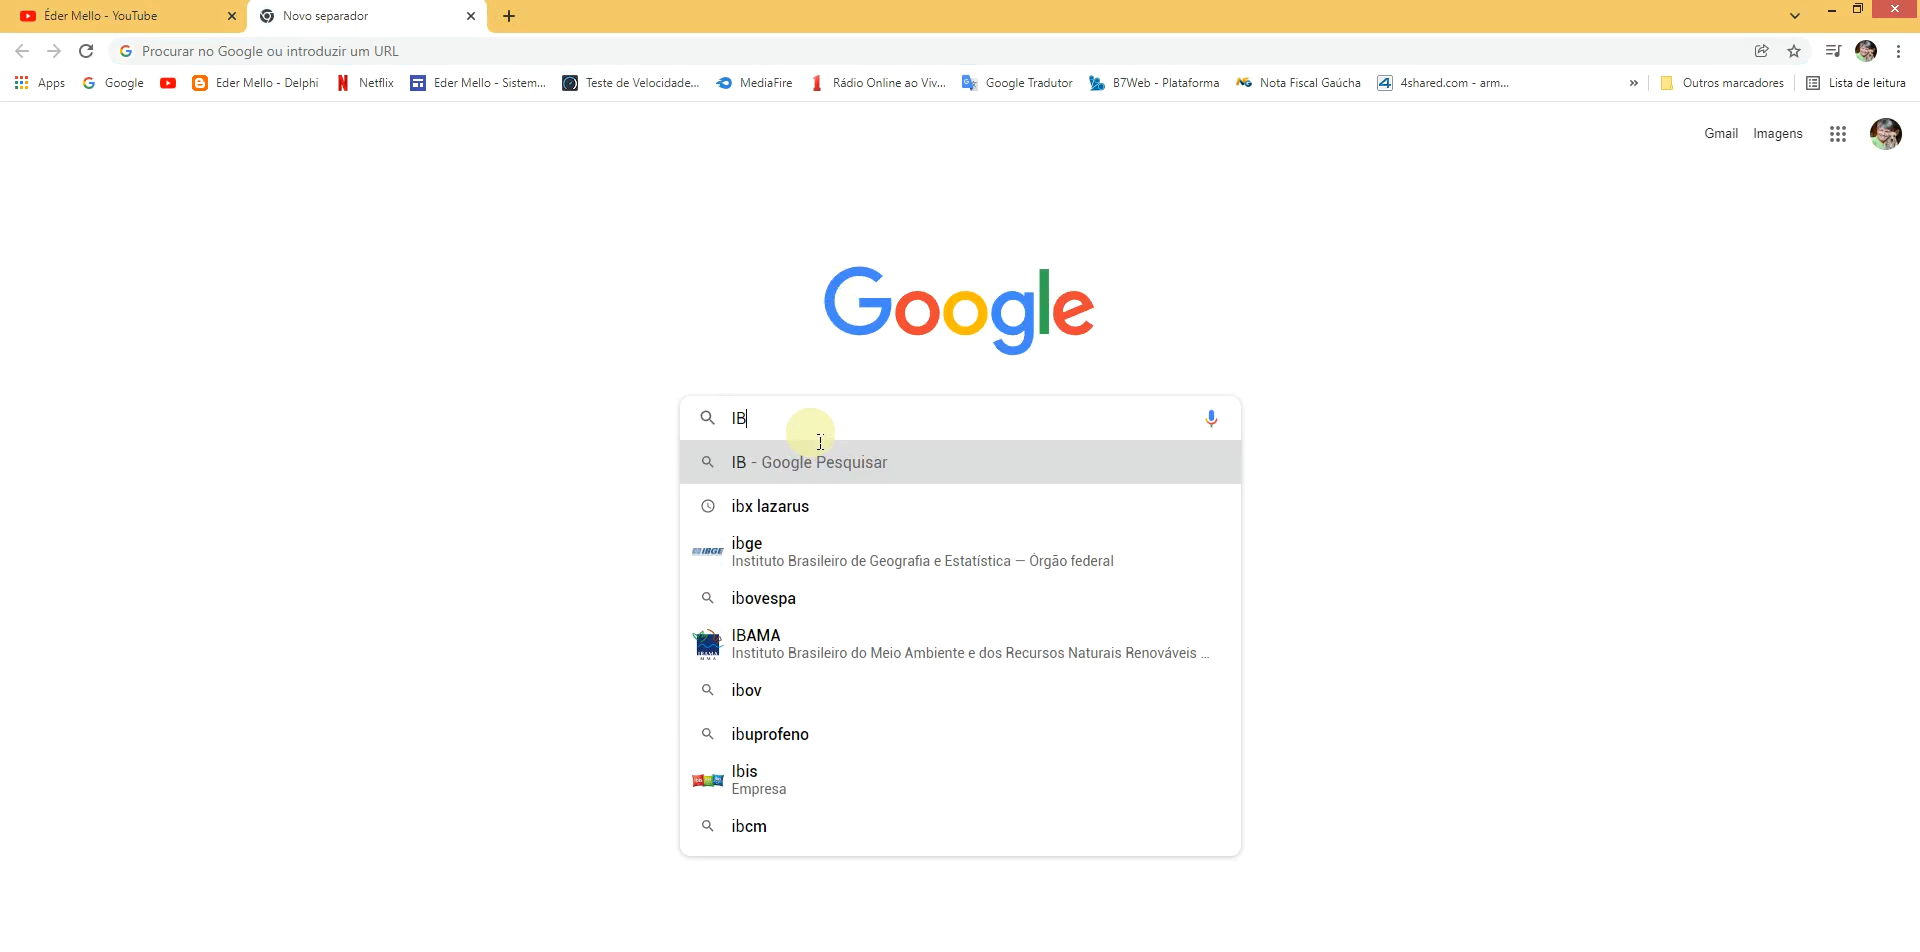 Éder Mello - YouTube
Novo separador
Procurar no Google ou introduzir um URL
Apps
Google
Eder Mello - Delphi
Netflix
Eder Mello - Sistem...
Teste de Velocidade...
MediaFire
Rádio Online ao Viv...
Google Tradutor
B7Web - Plataforma
Nota Fiscal Gaúcha
4shared.com - arm...
»
Outros marcadores
Lista de leitura
Gmail
Imagens
Google
IB
IB - Google Pesquisar
ibx lazarus
IBGE
ibge
Instituto Brasileiro de Geografia e Estatística — Órgão federal
ibovespa
IBAMA
Instituto Brasileiro do Meio Ambiente e dos Recursos Naturais Renováveis ...
ibov
ibuprofeno
Ibis
Empresa
ibcm